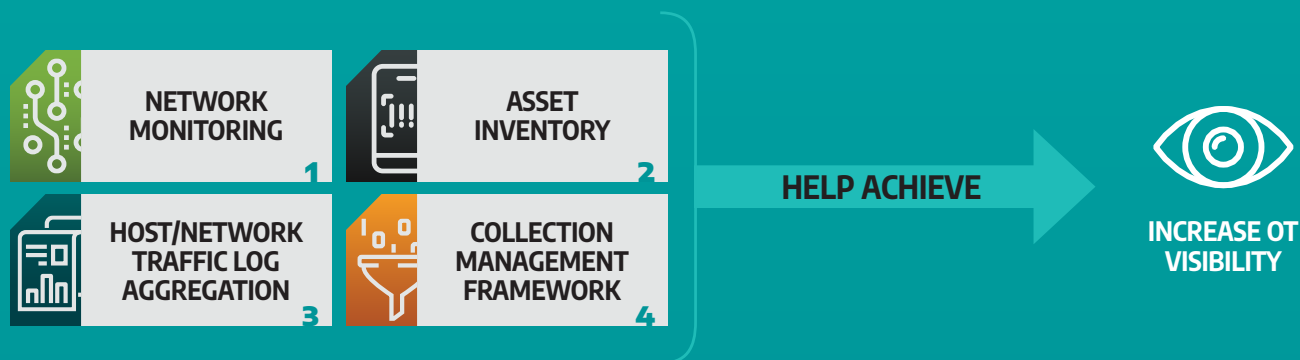 NETWORK
MONITORING
1
ASSET
INVENTORY
2
HOST/NETWORK
TRAFFIC LOG
AGGREGATION
3
COLLECTION
MANAGEMENT
FRAMEWORK
4
HELP ACHIEVE
INCREASE OT
VISIBILITY